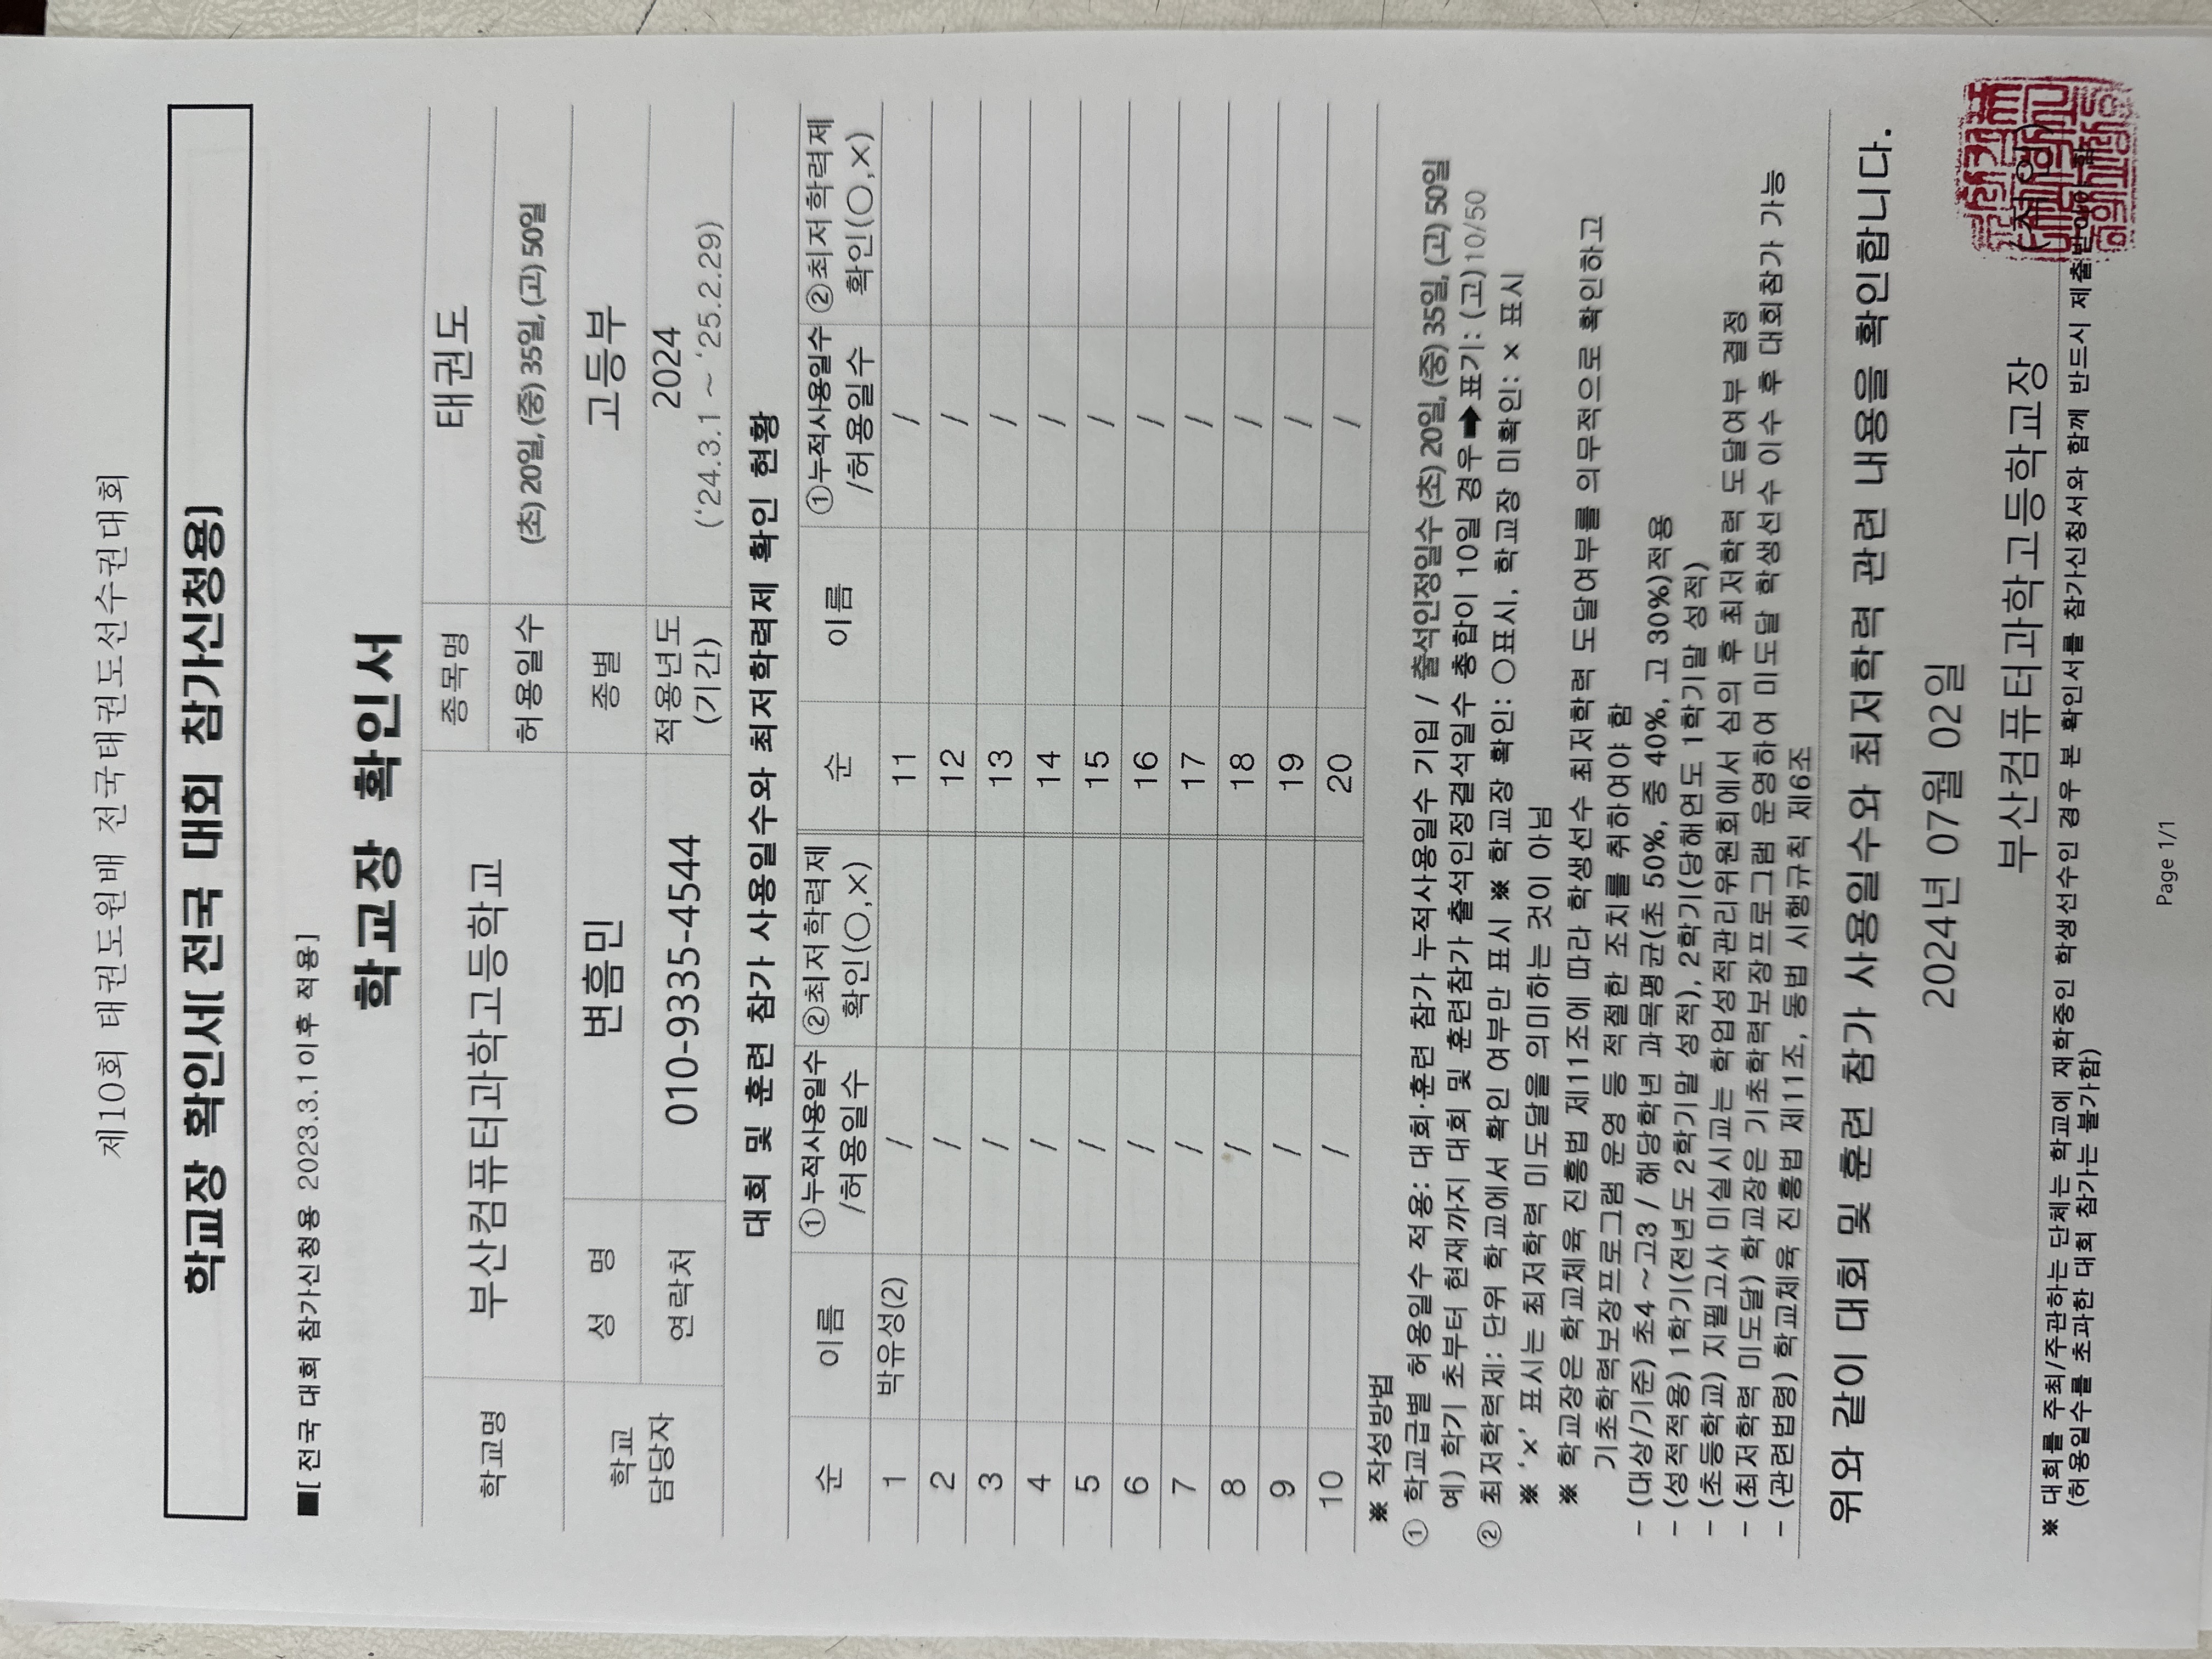 제10회 태권도원배 전국태권도선수권대회
학교장 확인서[ 전국 대회 참가신청용]
■[ 전국 대회 참가신청용 2023.3.1이후 적용]
학교장 확인서
학교명 부산컴퓨터과학고등학교 종목명 태권도
허용일수 (초) 20일, (중) 35일, (고) 50일
학교 담당자 성 명 변흠민 종별 고등부
연락처 010-9335-4544 적용년도 (기간) 2024
('24.3.1 ~ '25.2.29)
대회 및 훈련 참가 사용일수와 최저학력제 확인 현황
순 이름 ①누적사용일수 /허용일수 ②최저학력제 확인(○,×) 순 이름 ①누적사용일수 /허용일수 ②최저학력제 확인(○,×)
1 박유성(2) / 11 /
2 / 12 /
3 / 13 /
4 / 14 /
5 / 15 /
6 / 16 /
7 / 17 /
8 / 18 /
9 / 19 /
10 / 20 /
※ 작성방법
① 학교급별 허용일수 적용: 대회·훈련 참가 누적사용일수 기입 / 출석인정일수 (초) 20일, (중) 35일, (고) 50일
예) 학기 초부터 현재까지 대회 및 훈련참가 출석인정결석일수 총합이 10일 경우➡표기: (고)10/50
② 최저학력제: 단위 학교에서 확인 여부만 표시 ※ 학교장 확인: ○표시, 학교장 미확인: × 표시
※ '×' 표시는 최저학력 미도달을 의미하는 것이 아님
※ 학교장은 학교체육 진흥법 제11조에 따라 학생선수 최저학력 도달여부를 의무적으로 확인하고
기초학력보장프로그램 운영 등 적절한 조치를 취하여야 함
- (대상/기준) 초4 ~고3 / 해당학년 과목평균(초 50%, 중 40%, 고 30%)적용
- (성적적용) 1학기(전년도 2학기말 성적), 2학기(당해연도 1학기말 성적)
- (초등학교) 지필고사 미실시교는 학업성적관리위원회에서 심의 후 최저학력 도달여부 결정
- (최저학력 미도달) 학교장은 기초학력보장프로그램 운영하여 미도달 학생선수 이수 후 대회참가 가능
- (관련법령) 학교체육 진흥법 제11조, 동법 시행규칙 제6조
위와 같이 대회 및 훈련 참가 사용일수와 최저학력 관련 내용을 확인합니다.
2024년 07월 02일
부산컴퓨터과학고등학교장 (직인)
※ 대회를 주최/주관하는 단체는 학교에 재학중인 학생선수인 경우 본 확인서를 참가신청서와 함께 반드시 제출
(허용일수를 초과한 대회 참가는 불가함)
Page 1/1